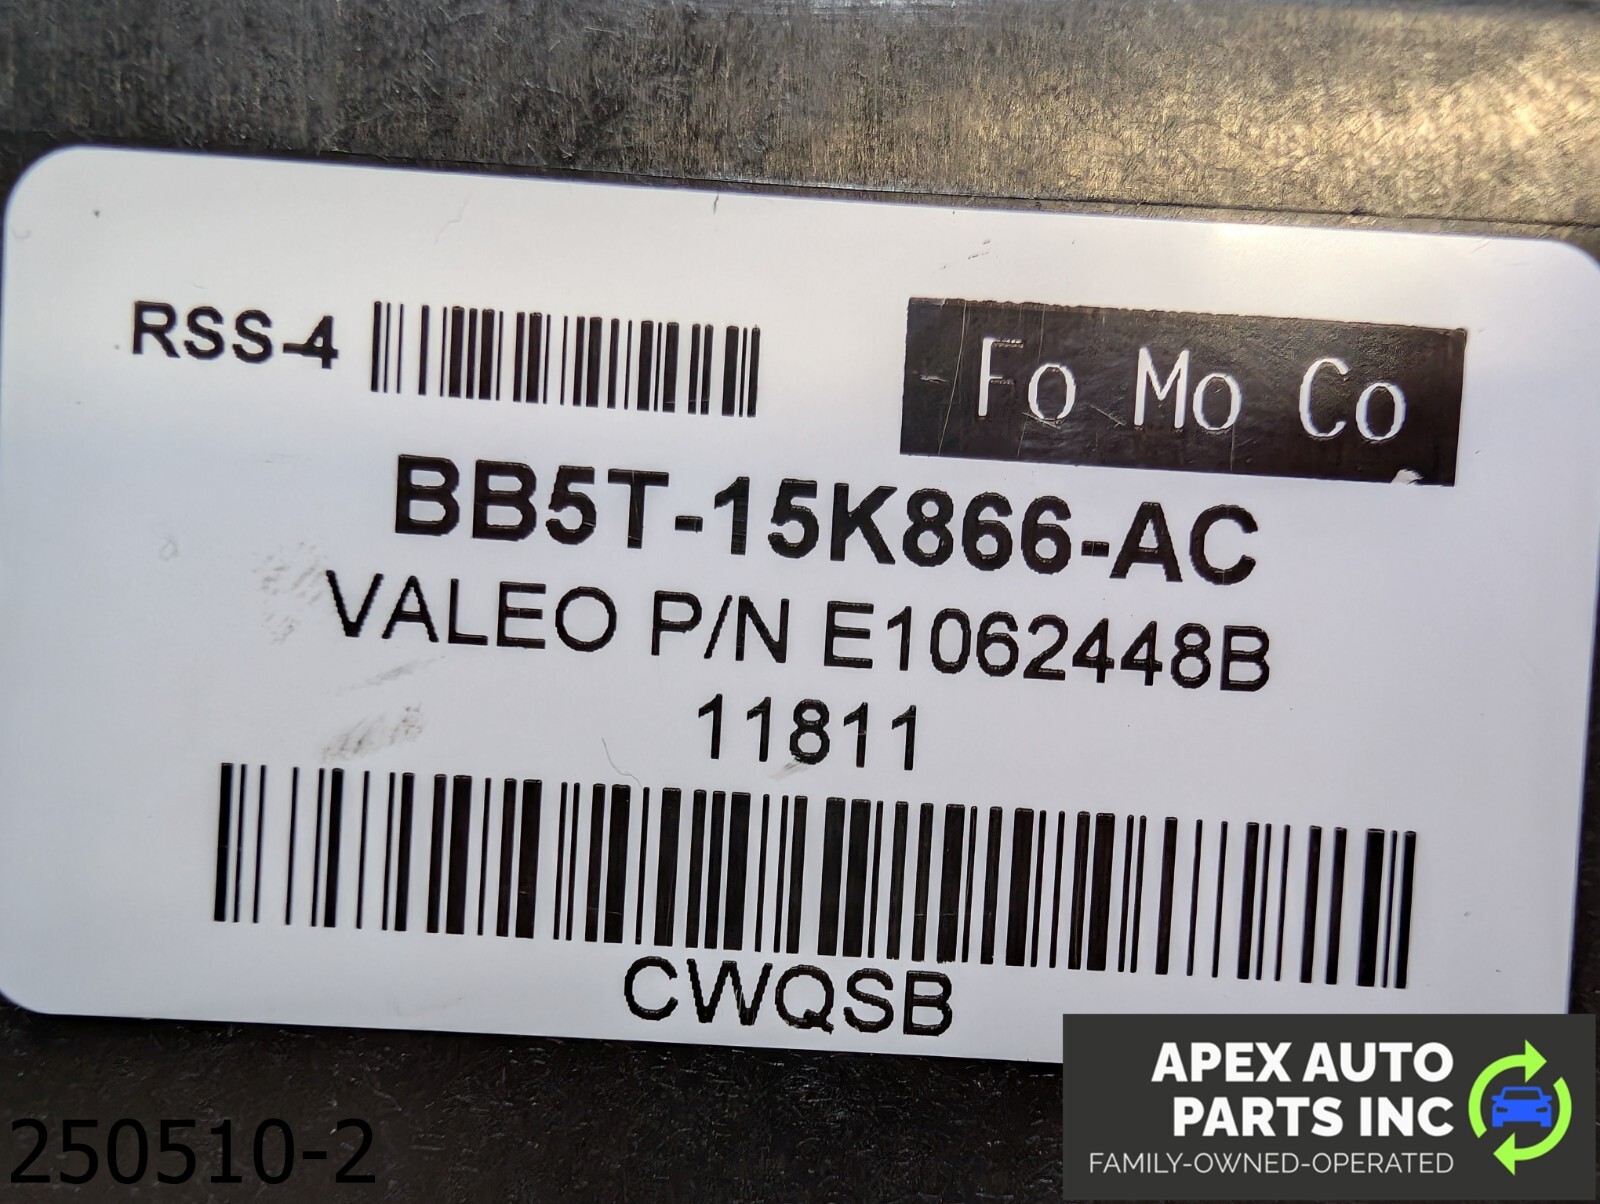 RSS-4
Fo Mo Co
BB5T-15K866-AC
VALEO P/N E1062448B
11811
CWQSB
250510-2
APEX AUTO
PARTS INC
FAMILY-OWNED-OPERATED